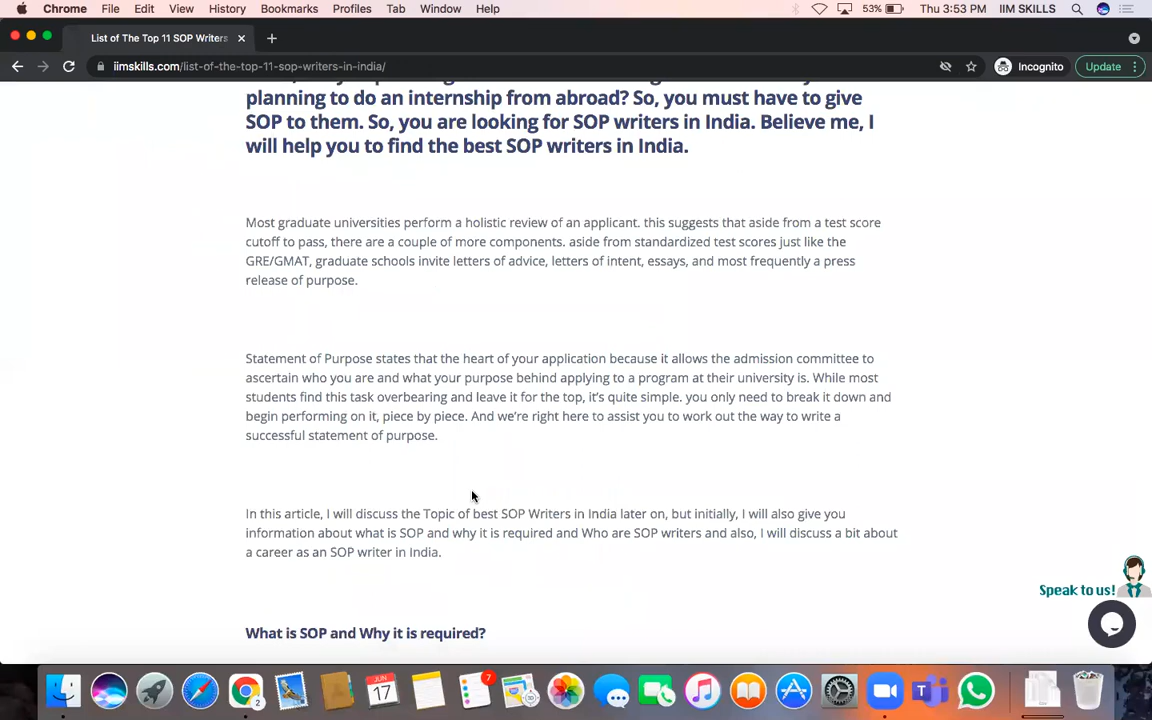 Chrome File Edit View History Bookmarks Profiles Tab Window Help 53% Thu 3:53 PM IIM SKILLS
List of The Top 11 SOP Writers
iimskills.com/list-of-the-top-11-sop-writers-in-india/ Incognito Update
planning to do an internship from abroad? So, you must have to give
SOP to them. So, you are looking for SOP writers in India. Believe me, I
will help you to find the best SOP writers in India.
Most graduate universities perform a holistic review of an applicant. this suggests that aside from a test score
cutoff to pass, there are a couple of more components. aside from standardized test scores just like the
GRE/GMAT, graduate schools invite letters of advice, letters of intent, essays, and most frequently a press
release of purpose.
Statement of Purpose states that the heart of your application because it allows the admission committee to
ascertain who you are and what your purpose behind applying to a program at their university is. While most
students find this task overbearing and leave it for the top, it's quite simple. you only need to break it down and
begin performing on it, piece by piece. And we're right here to assist you to work out the way to write a
successful statement of purpose.
In this article, I will discuss the Topic of best SOP Writers in India later on, but initially, I will also give you
information about what is SOP and why it is required and Who are SOP writers and also, I will discuss a bit about
a career as an SOP writer in India.
Speak to us!
What is SOP and Why it is required?
2
JUN
17
7